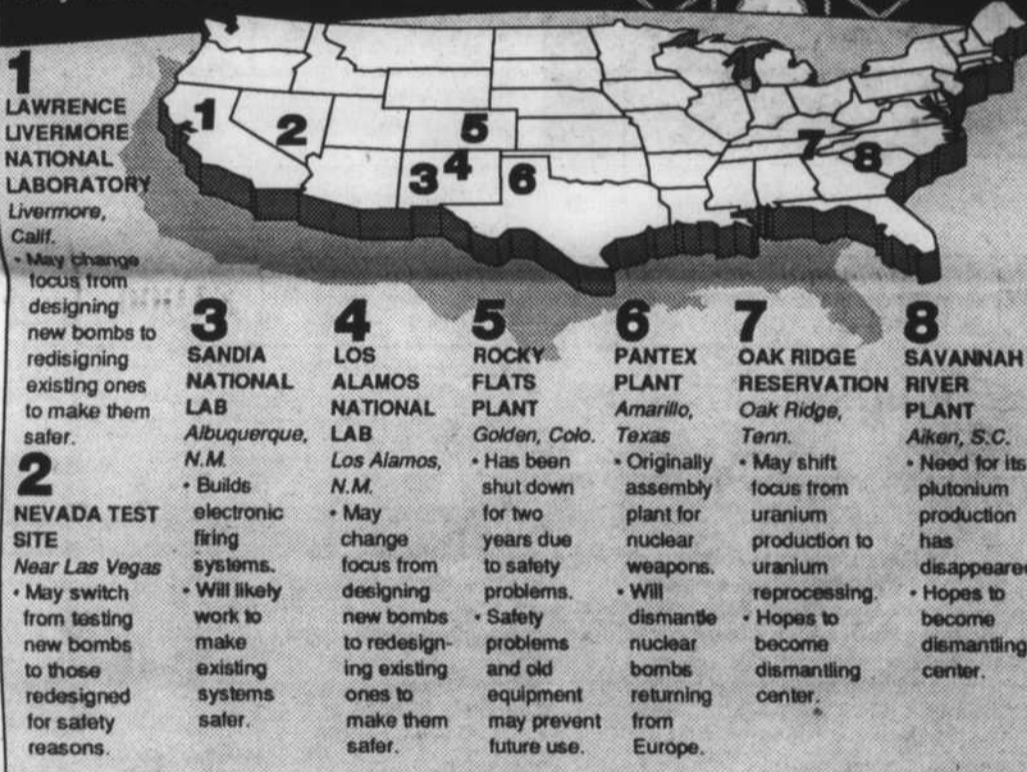 1
LAWRENCE
LIVERMORE
NATIONAL
LABORATORY
Livermore,
Calif.
• May change
focus from
designing
new bombs to
redisigning
existing ones
to make them
safer.
2
NEVADA TEST
SITE
Near Las Vegas
• May switch
from testing
new bombs
to those
redesigned
for safety
reasons.
3
SANDIA
NATIONAL
LAB
Albuquerque,
N.M.
• Builds
electronic
firing
systems.
• Will likely
work to
make
existing
systems
safer.
4
LOS
ALAMOS
NATIONAL
LAB
Los Alamos,
N.M.
• May
change
focus from
designing
new bombs
to redesign-
ing existing
ones to
make them
safer.
5
ROCKY
FLATS
PLANT
Golden, Colo.
• Has been
shut down
for two
years due
to safety
problems.
• Safety
problems
and old
equipment
may prevent
future use.
6
PANTEX
PLANT
Amarillo,
Texas
• Originally
assembly
plant for
nuclear
weapons.
• Will
dismantle
nuclear
bombs
returning
from
Europe.
7
OAK RIDGE
RESERVATION
Oak Ridge,
Tenn.
• May shift
focus from
uranium
production to
uranium
reprocessing.
• Hopes to
become
dismantling
center.
8
SAVANNAH
RIVER
PLANT
Aiken, S.C.
• Need for its
plutonium
production
has
disappeared
• Hopes to
become
dismantling
center.
1
2
3
4
5
6
7
8